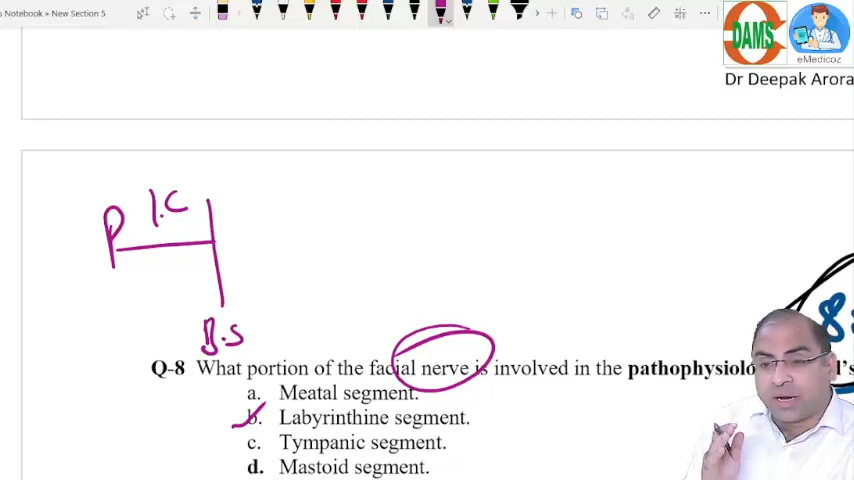 s Notebook » New Section 5
DAMS
eMedicoz
Dr Deepak Arora
P I.C
B.S
8
Q-8 What portion of the facial nerve is involved in the pathophysiolo l's
a. Meatal segment.
b. Labyrinthine segment.
c. Tympanic segment.
d. Mastoid segment.